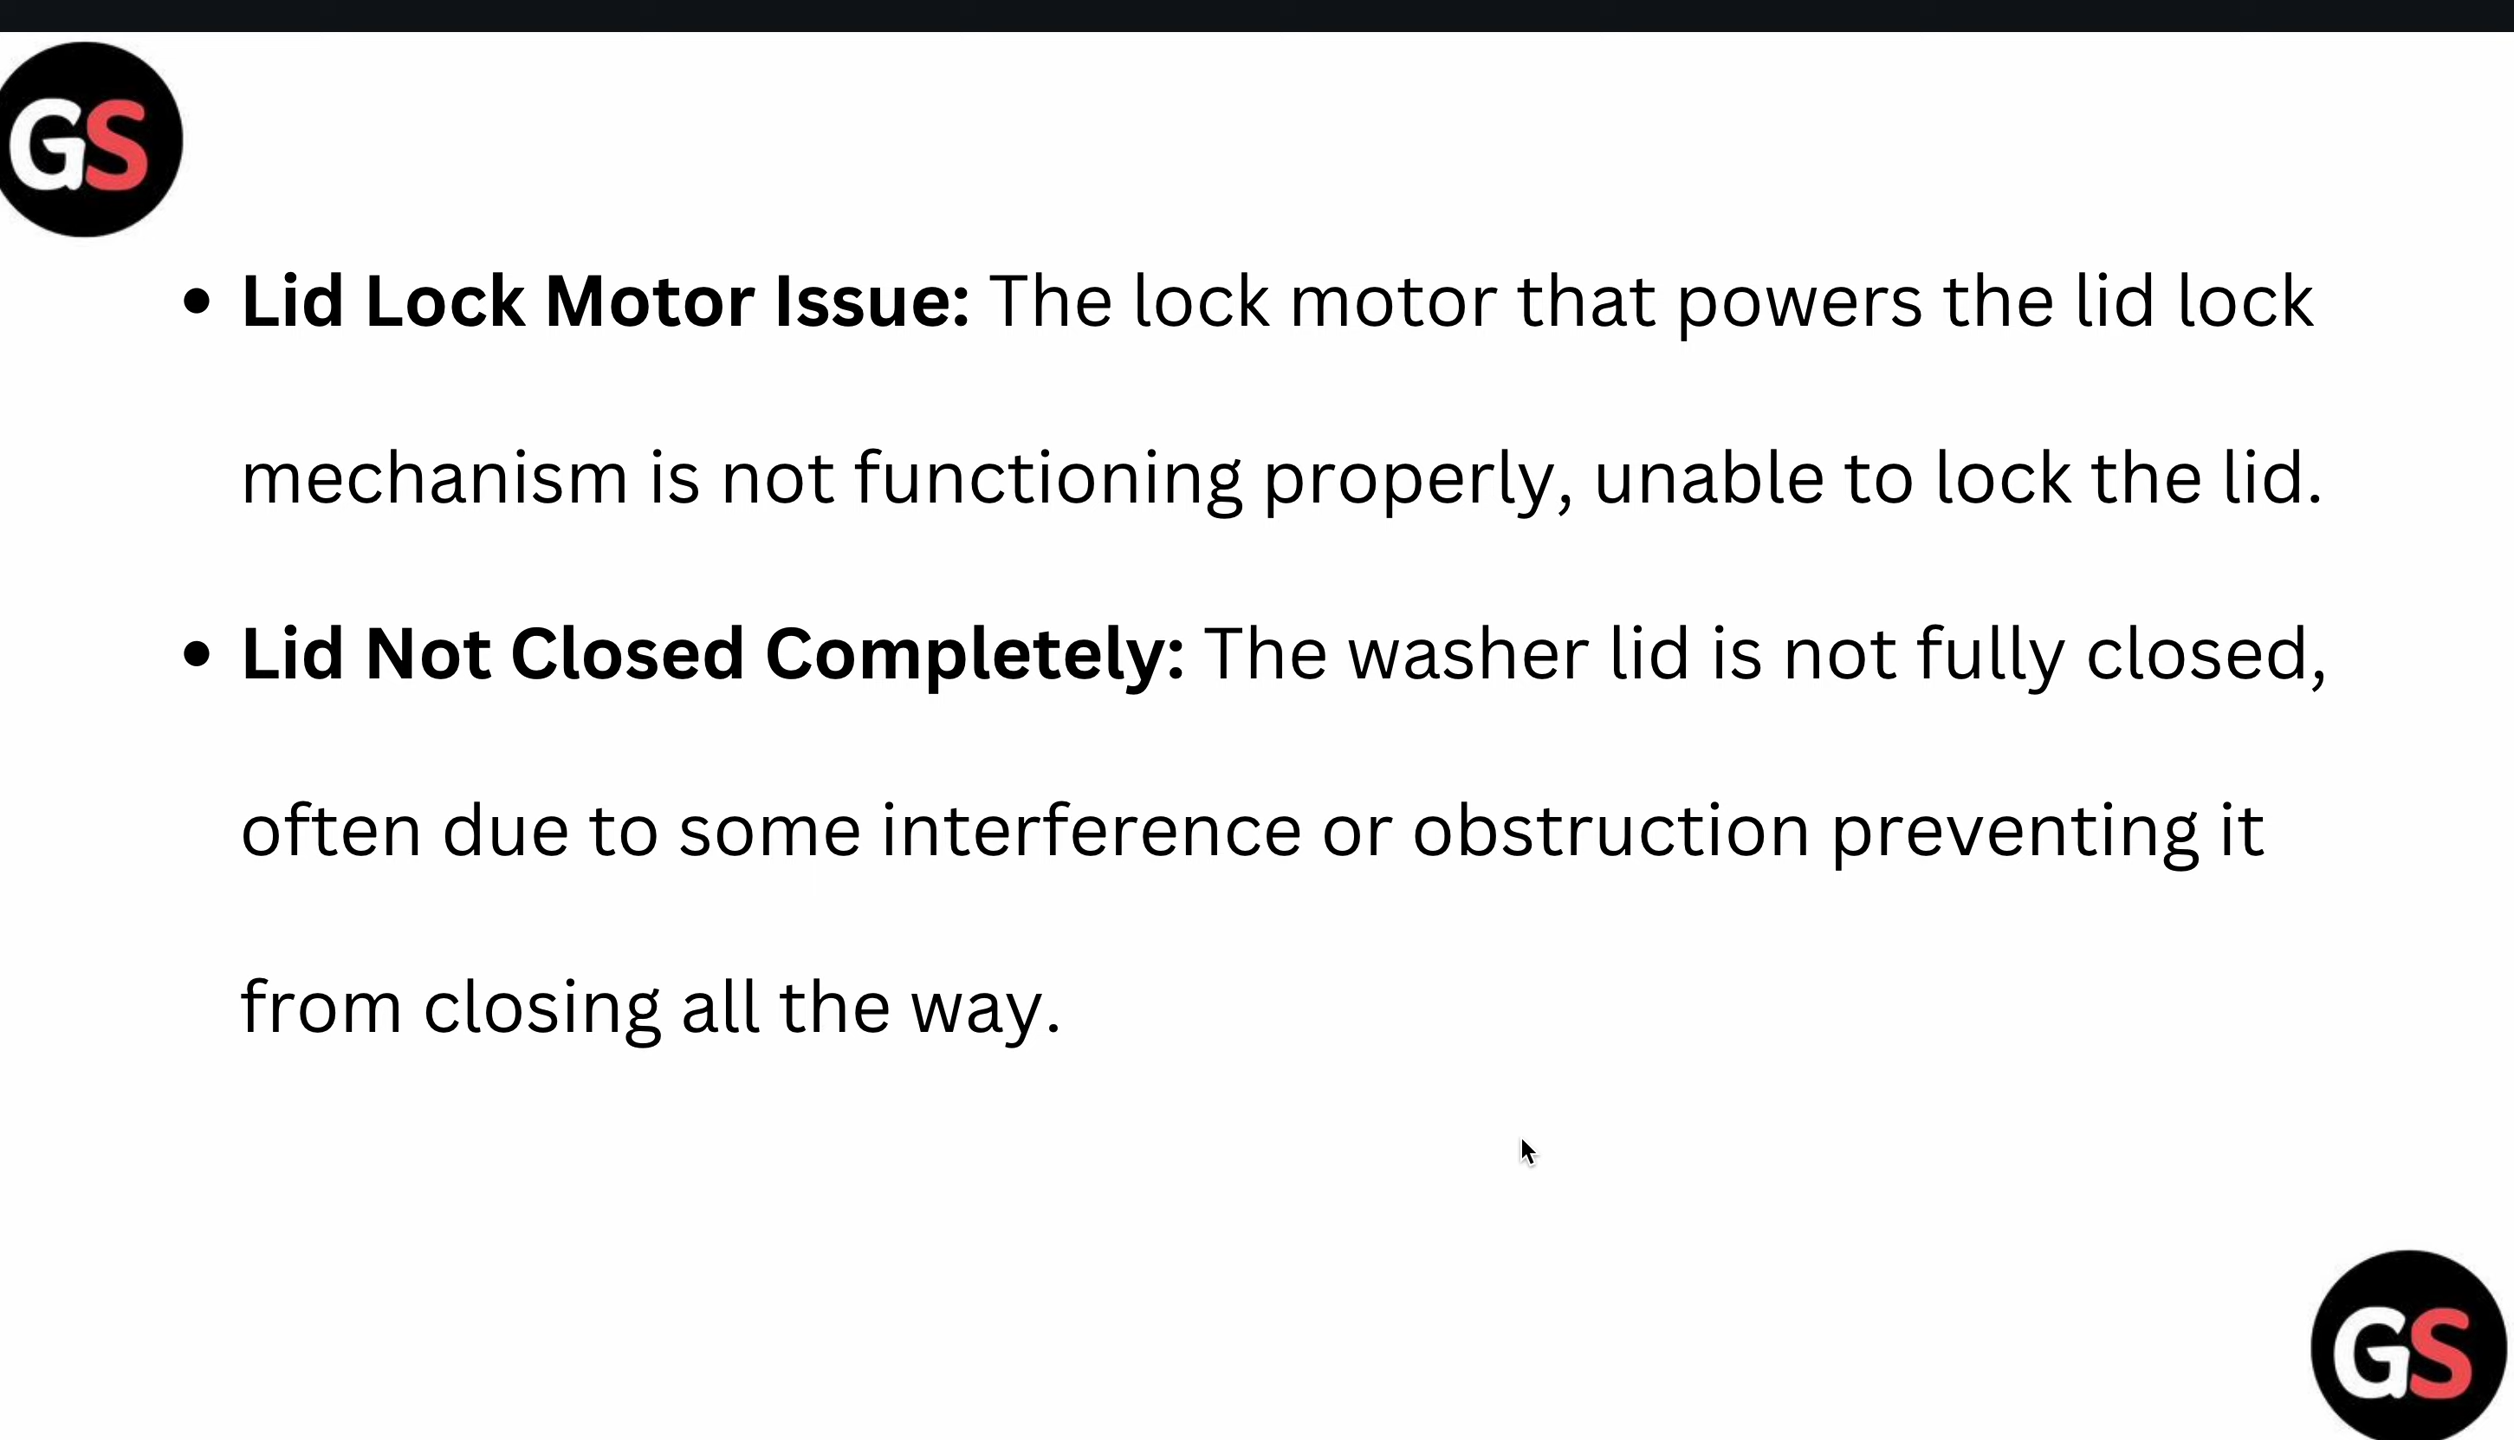 GS
• Lid Lock Motor Issue: The lock motor that powers the lid lock
mechanism is not functioning properly, unable to lock the lid.
• Lid Not Closed Completely: The washer lid is not fully closed,
often due to some interference or obstruction preventing it
from closing all the way.
GS